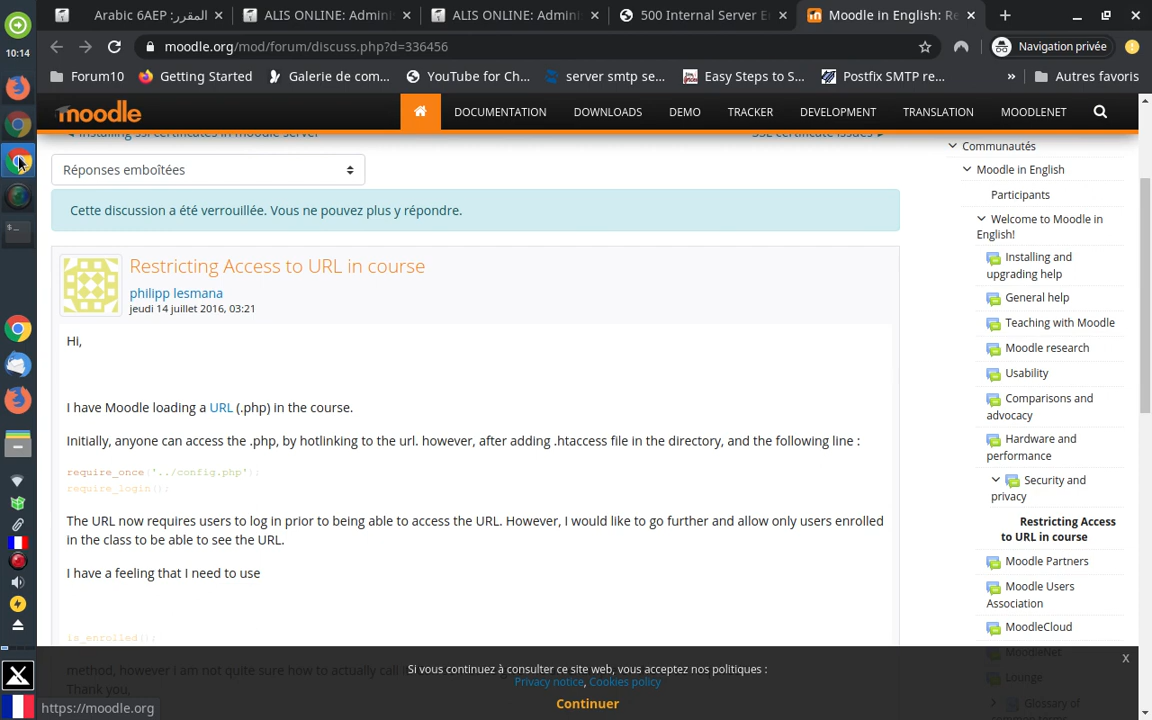 Arabic 6AEP :المقرر
ALIS ONLINE: Admini
ALIS ONLINE: Admini
500 Internal Server E
Moodle in English: Re
10:14
moodle.org/mod/forum/discuss.php?d=336456
Navigation privée
Forum10
Getting Started
Galerie de com...
YouTube for Ch...
server smtp se...
Easy Steps to S...
Postfix SMTP re...
»
Autres favoris
moodle
DOCUMENTATION
DOWNLOADS
DEMO
TRACKER
DEVELOPMENT
TRANSLATION
MOODLENET
◄ Installing ssl certificates in moodle server
SSL certificate issues ►
Réponses emboîtées
Cette discussion a été verrouillée. Vous ne pouvez plus y répondre.
Restricting Access to URL in course
philipp lesmana
jeudi 14 juillet 2016, 03:21
Hi,
I have Moodle loading a URL (.php) in the course.
Initially, anyone can access the .php, by hotlinking to the url. however, after adding .htaccess file in the directory, and the following line :
require_once('../config.php');
require_login();
The URL now requires users to log in prior to being able to access the URL. However, I would like to go further and allow only users enrolled
in the class to be able to see the URL.
I have a feeling that I need to use
is_enrolled();
method, however i am not quite sure how to actually call
Thank you,
Communautés
Moodle in English
Participants
Welcome to Moodle in
English!
Installing and
upgrading help
General help
Teaching with Moodle
Moodle research
Usability
Comparisons and
advocacy
Hardware and
performance
Security and
privacy
Restricting Access
to URL in course
Moodle Partners
Moodle Users
Association
MoodleCloud
MoodleNet
Lounge
Glossary of
Si vous continuez à consulter ce site web, vous acceptez nos politiques :
Privacy notice, Cookies policy
Continuer
x
https://moodle.org